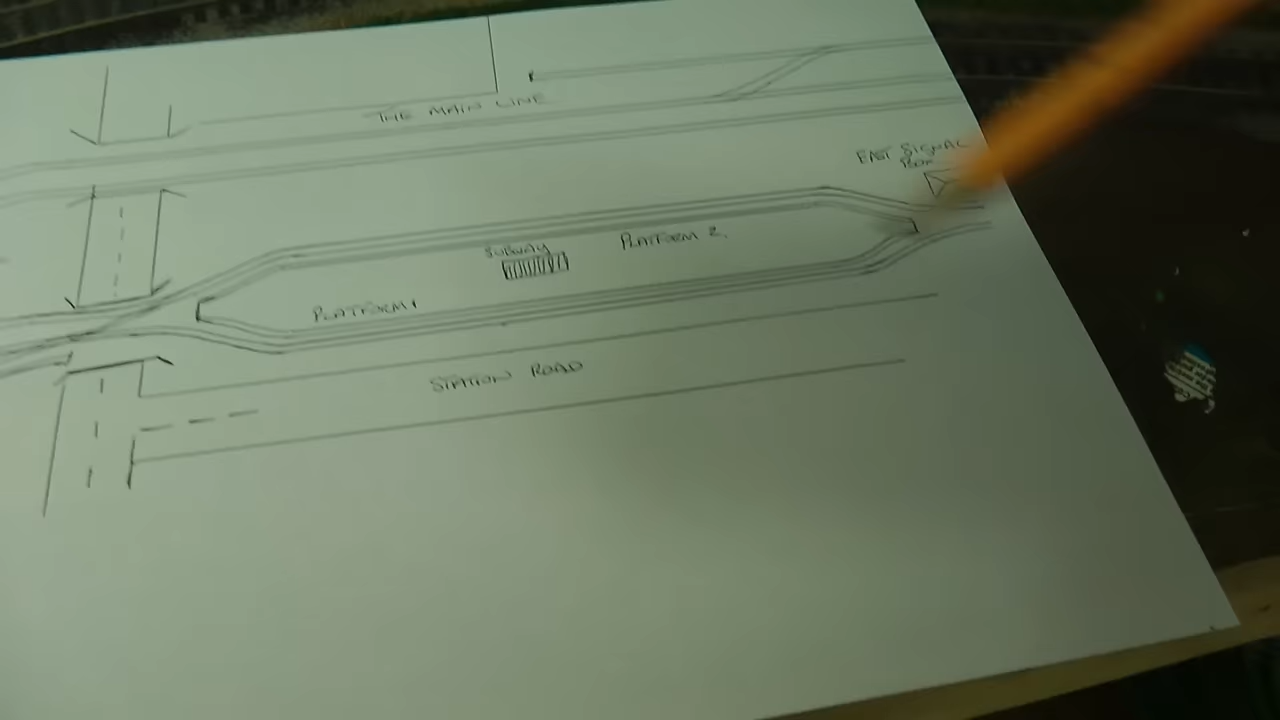 THE MAIN LINE
EAST SIGNAL
BOX
SUBWAY
PLATFORM 2.
PLATFORM 1
STATION ROAD